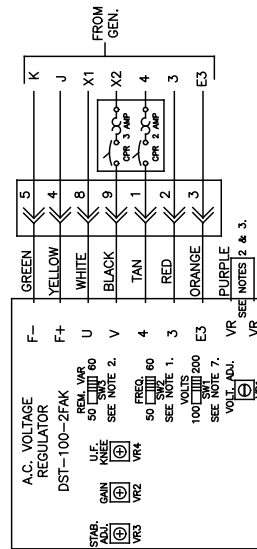 A.C. VOLTAGE
REGULATOR
DST-100-2FAK
STAB.
ADJ.
VR3
GAIN
VR2
U.F.
KNEE
VR4
REM. VAR
50 60
SW3
SEE NOTE 2.
FREQ.
50 60
SW2
SEE NOTE 1.
VOLTS
100 200
SW1
SEE NOTE 7.
VOLT. ADJ.
F- GREEN 5 K
F+ YELLOW 4 J
U WHITE 8 X1
V BLACK 9 X2
4 TAN 1 4
3 RED 2 3
E3 ORANGE 3 E3
VR PURPLE
SEE NOTES 2 & 3.
VR
CPR 3 AMP
CPR 2 AMP
FROM
GEN.